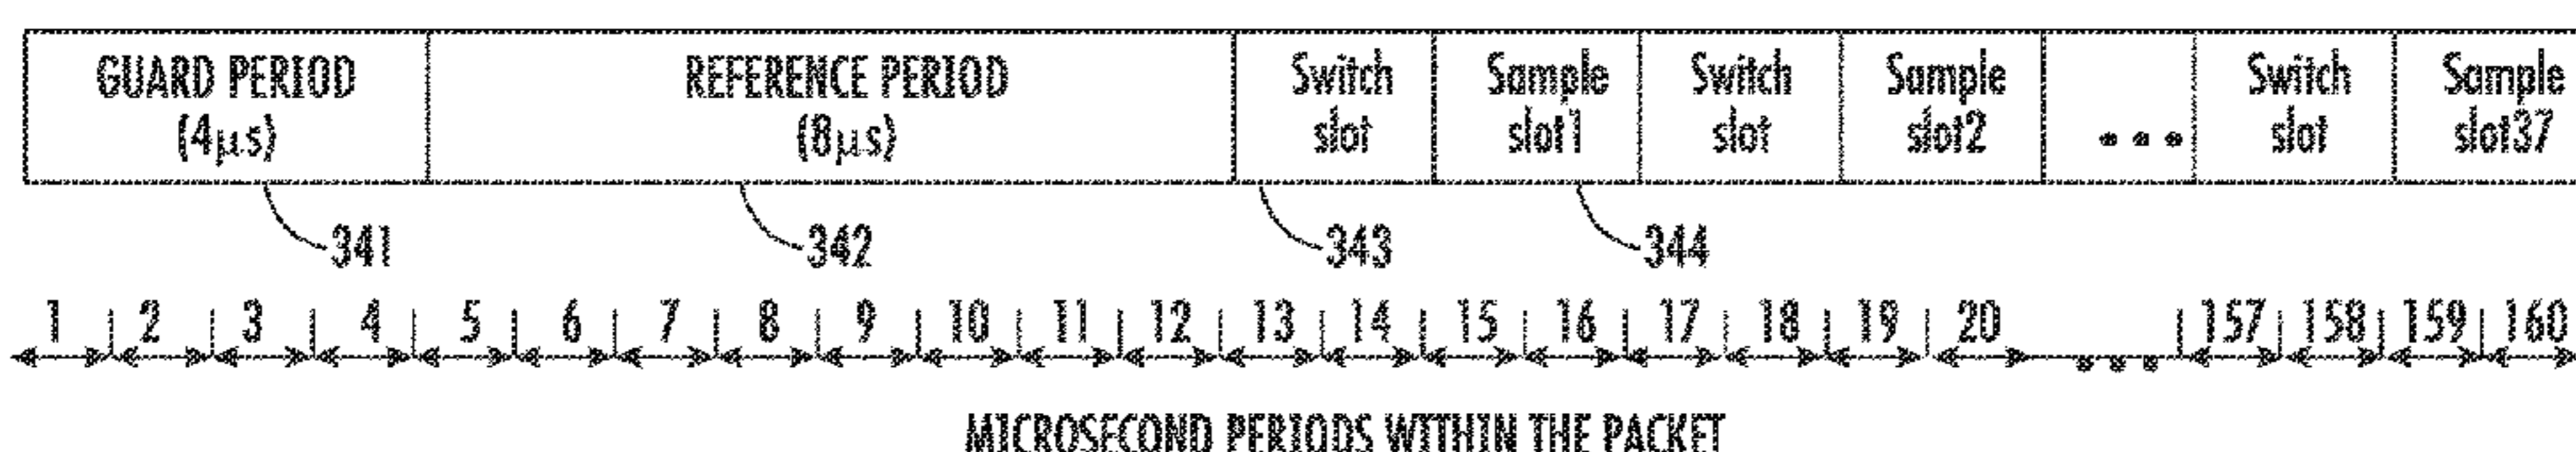 GUARD PERIOD REFERENCE PERIOD Switch Sample Switch Sample Switch Sample
(4μs) (8μs) slot slot1 slot slot2 ... slot slot37
341 342 343 344
1 2 3 4 5 6 7 8 9 10 11 12 13 14 15 16 17 18 19 20 ... 157 158 159 160
MICROSECOND PERIODS WITHIN THE PACKET